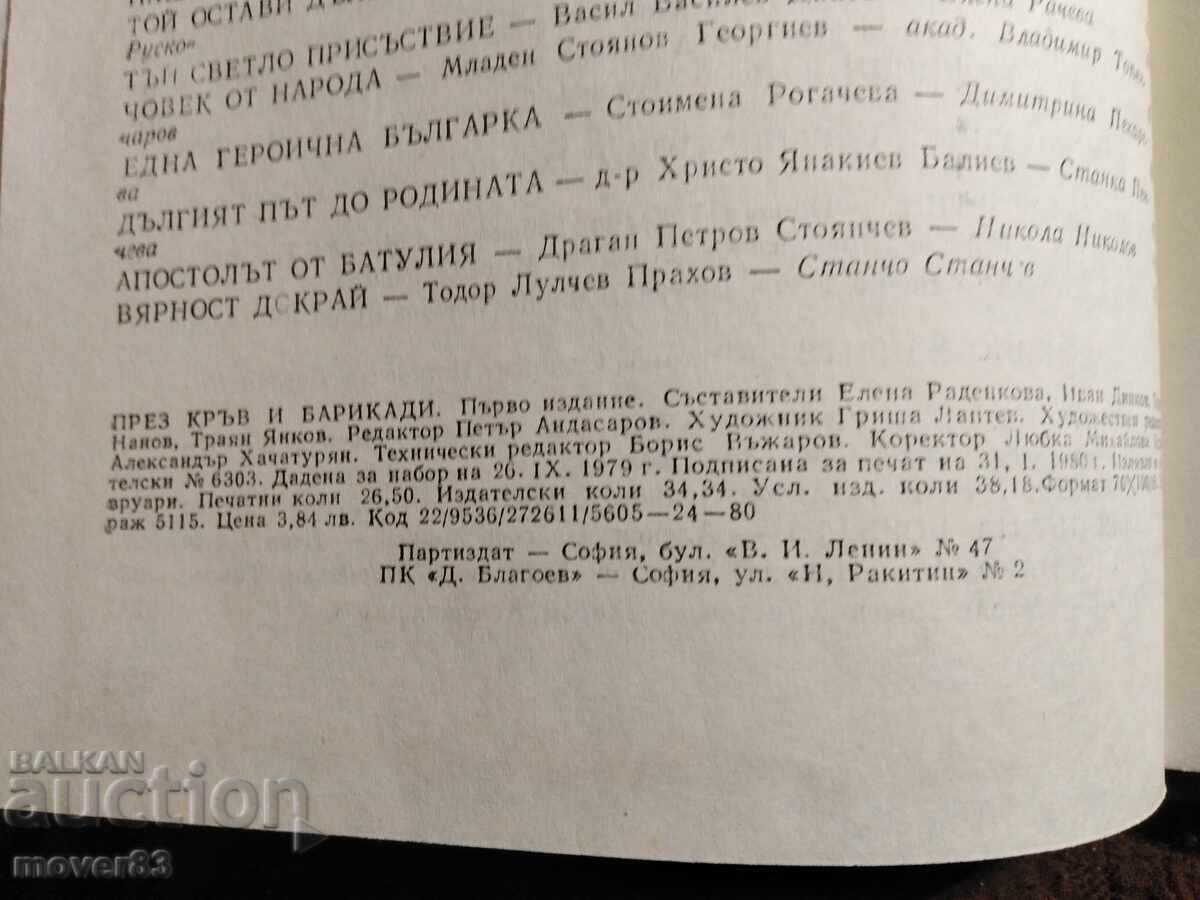 ТОЙ ОСТАВИ
Руско
СВЕТЛО ПРИСЪСТВИЕ — Васил Рачева
ЧОВЕК ОТ НАРОДА — Младен Стоянов Георгиев — акад. Владимир
чаров
ЕДНА ГЕРОИЧНА БЪЛГАРКА — Стоимена Рогачева — Димитрина
ва
ДЪЛГИЯТ ПЪТ ДО РОДИНАТА — д-р Христо Янакиев Балиев — Станка
чева
АПОСТОЛЪТ ОТ БАТУЛИЯ — Драган Петров Стоянчев — Никола
ВЯРНОСТ ДОКРАЙ — Тодор Лулчев Прахов — Станчо
ПРЕЗ КРЪВ И БАРИКАДИ. Първо издание. Съставители Елена Раденкова, Иван
Нанов, Траян Янков. Редактор Петър Андасаров. Художник Гриша Лаптев.
Александър Хачатурян. Технически редактор Борис Въжаров. Коректор Любка
телски № 6303. Дадена за набор на 26. IX. 1979 г. Подписана за печат на 31. I. 1980 г.
вруари. Печатни коли 26,50. Издателски коли 34,34. Усл. изд. коли 38,18. Формат
раж 5115. Цена 3,84 лв. Код 22/9536/272611/5605—24—80
Партиздат — София, бул. «В. И. Ленин» № 47
ПК «Д. Благоев» — София, ул. «Н, Ракитин» № 2
BALKAN
auction
mover83